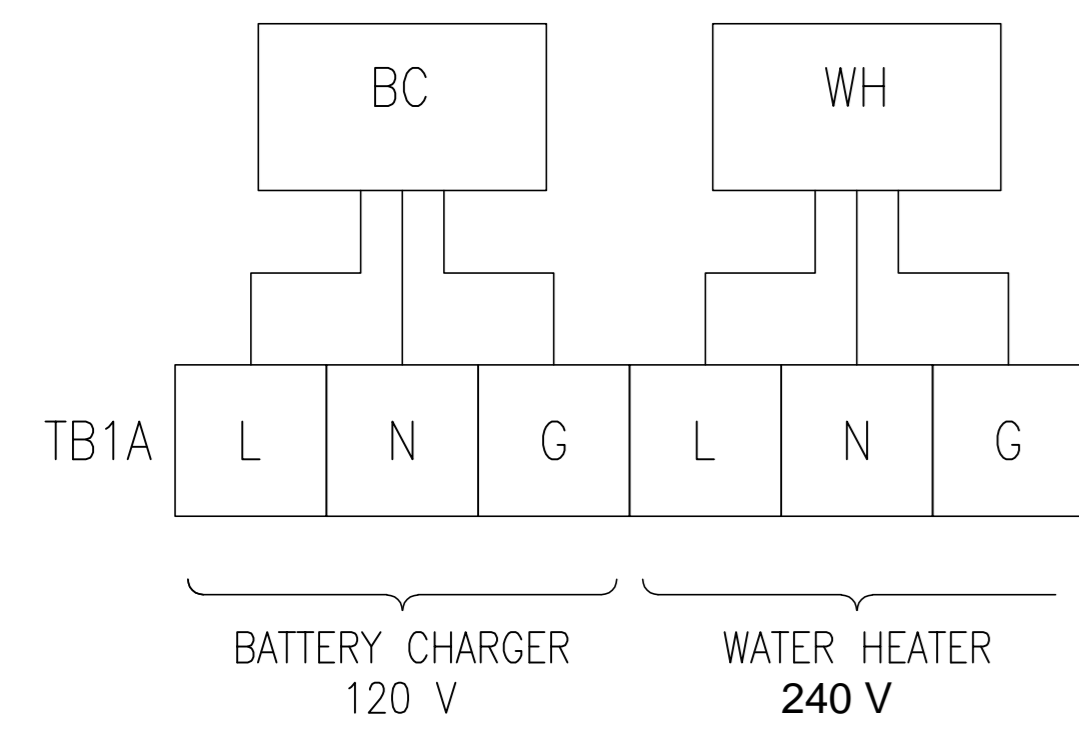 BC
WH
TB1A L N G L N G
BATTERY CHARGER
120 V
WATER HEATER
240 V